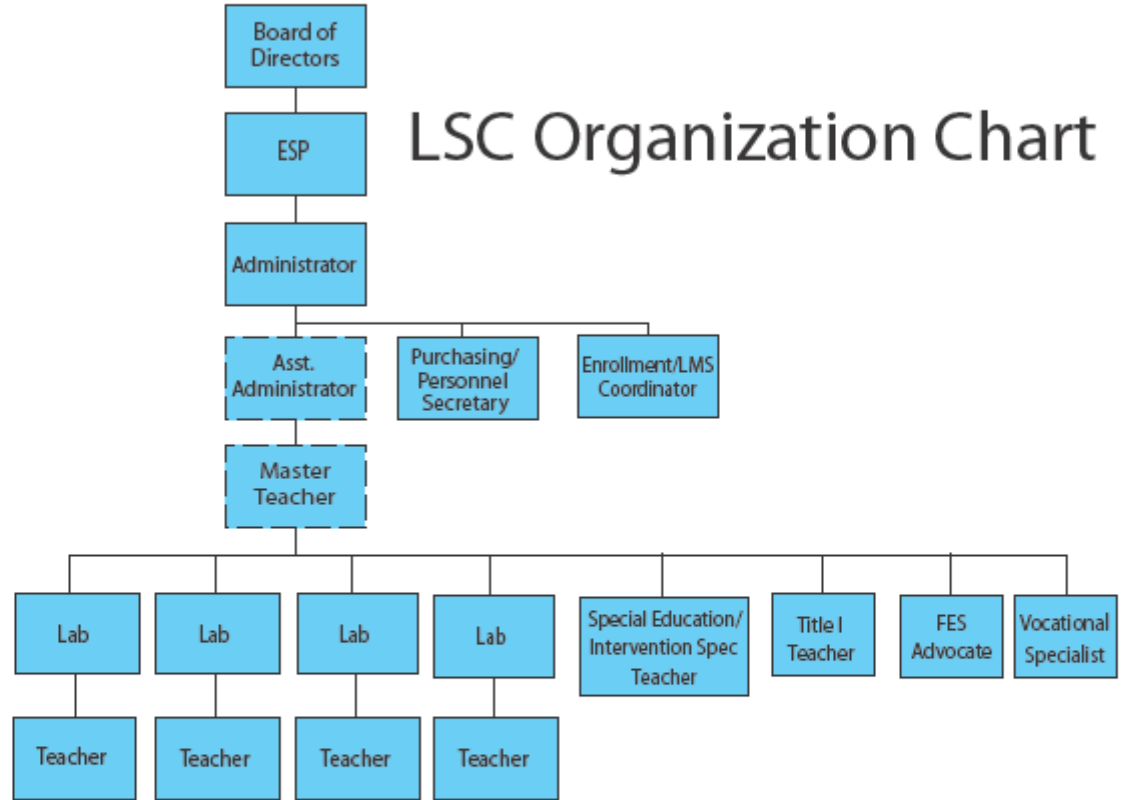 Board of
Directors
LSC Organization Chart
ESP
Administrator
Asst.
Administrator
Purchasing/
Personnel
Secretary
Enrollment/LMS
Coordinator
Master
Teacher
Lab
Lab
Lab
Lab
Special Education/
Intervention Spec
Teacher
Title I
Teacher
FES
Advocate
Vocational
Specialist
Teacher
Teacher
Teacher
Teacher